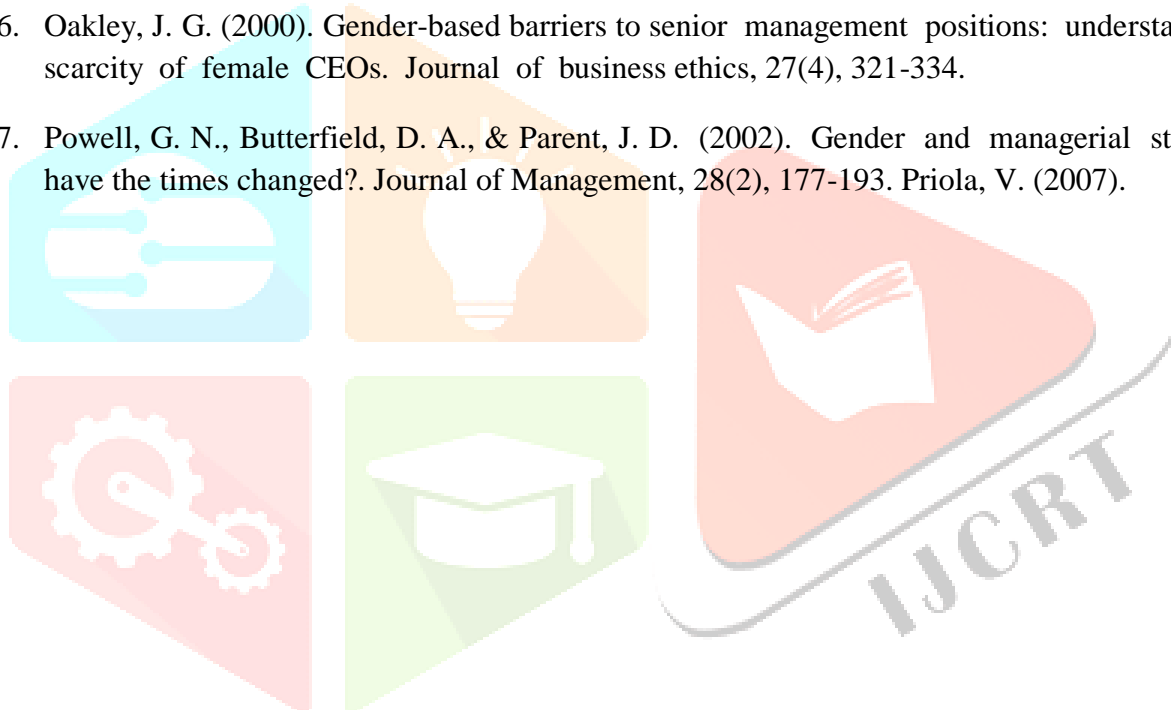 6. Oakley, J. G. (2000). Gender-based barriers to senior management positions: understa
scarcity of female CEOs. Journal of business ethics, 27(4), 321-334.
7. Powell, G. N., Butterfield, D. A., & Parent, J. D. (2002). Gender and managerial st
have the times changed?. Journal of Management, 28(2), 177-193. Priola, V. (2007).
IJCRT